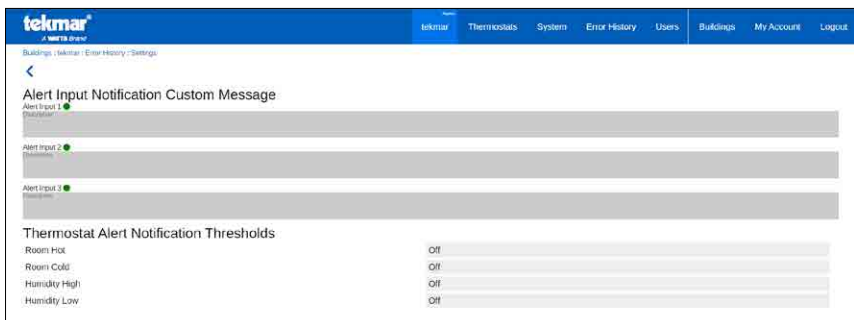 tekmar®
A WATTS Brand
tekmar Thermostats System Error History Users Buildings My Account Logout
Buildings / tekmar / Error History / Settings
Alert Input Notification Custom Message
Alert Input 1
Description
Alert Input 2
Description
Alert Input 3
Description
Thermostat Alert Notification Thresholds
Room Hot Off
Room Cold Off
Humidity High Off
Humidity Low Off